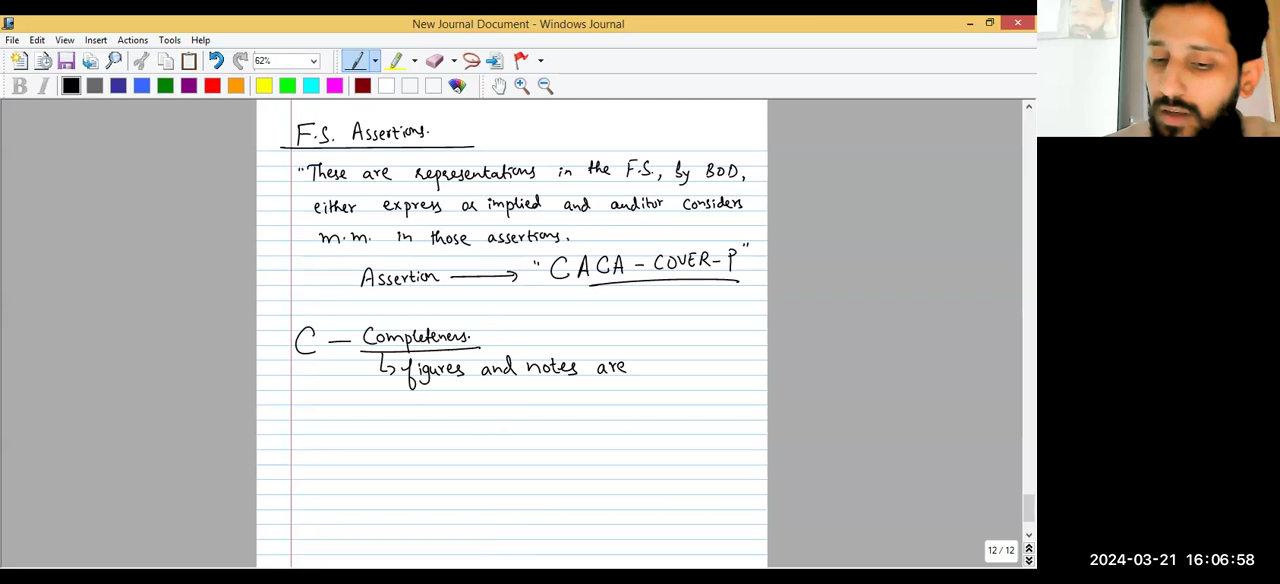 New Journal Document - Windows Journal
File Edit View Insert Actions Tools Help
62%
B I
F.S. Assertions.
"These are representations in the F.S., by BOD,
either express or implied and auditor considers
m.m. in those assertions.
Assertion → "CACA - COVER - P"
C — Completeness.
↳ figures and notes are
12 / 12
2024-03-21 16:06:58